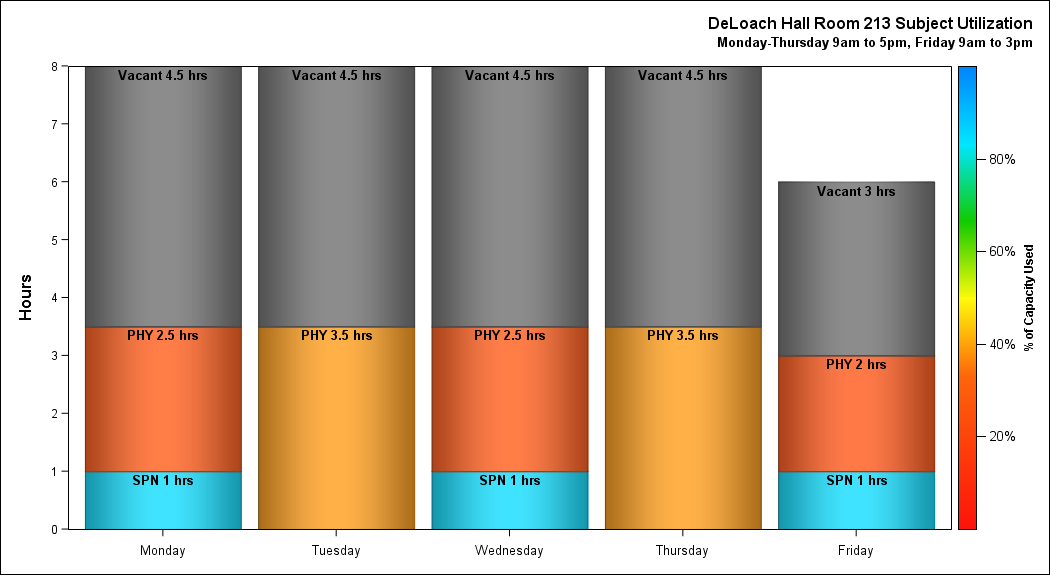 DeLoach Hall Room 213 Subject Utilization
Monday-Thursday 9am to 5pm, Friday 9am to 3pm
Hours
8
7
6
5
4
3
2
1
0
Vacant 4.5 hrs
PHY 2.5 hrs
SPN 1 hrs
Vacant 4.5 hrs
PHY 3.5 hrs
Vacant 4.5 hrs
PHY 2.5 hrs
SPN 1 hrs
Vacant 4.5 hrs
PHY 3.5 hrs
Vacant 3 hrs
PHY 2 hrs
SPN 1 hrs
Monday
Tuesday
Wednesday
Thursday
Friday
80%
60%
40%
20%
% of Capacity Used